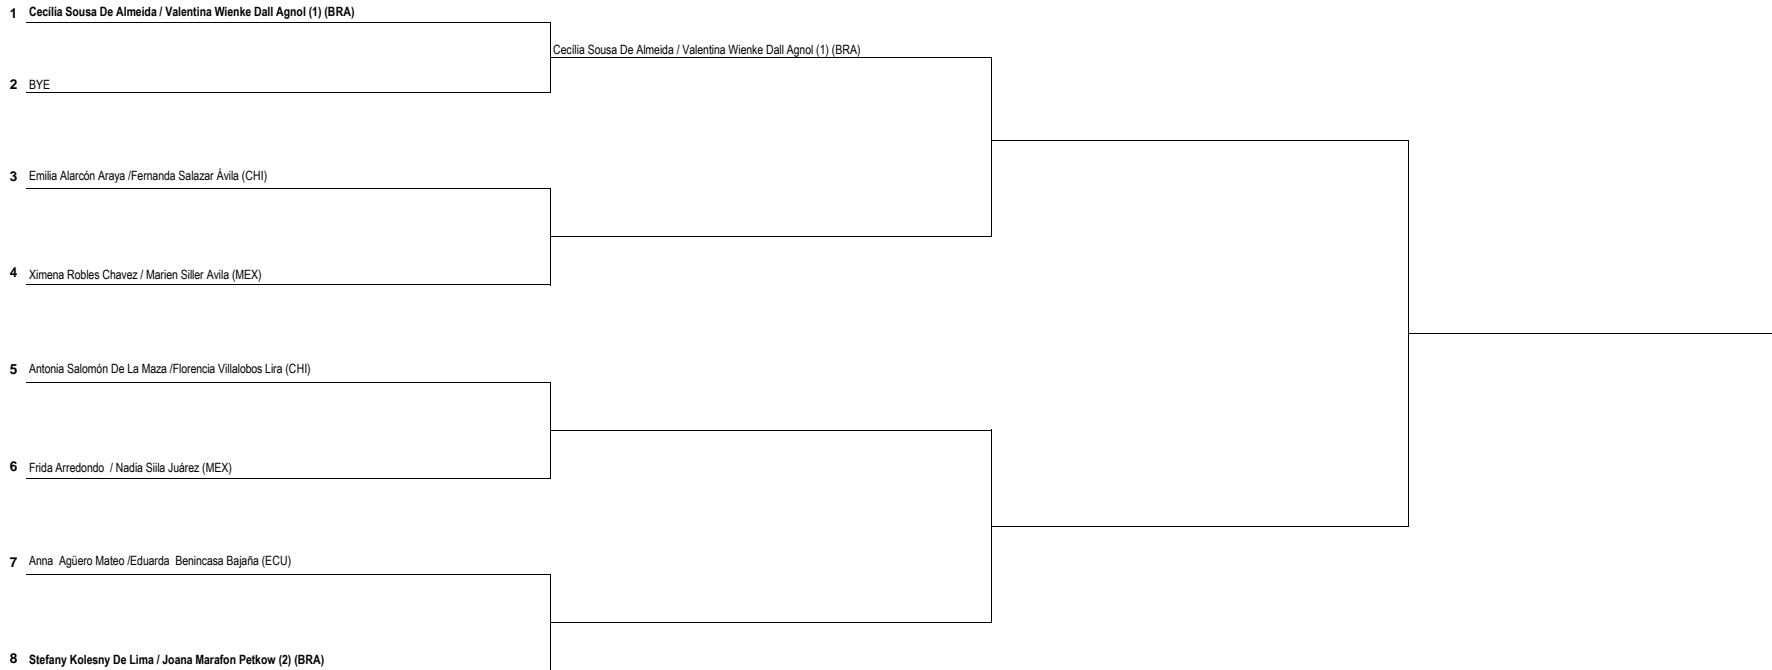 1 Cecília Sousa De Almeida / Valentina Wienke Dall Agnol (1) (BRA)
Cecília Sousa De Almeida / Valentina Wienke Dall Agnol (1) (BRA)
2 BYE
3 Emilia Alarcón Araya /Fernanda Salazar Ávila (CHI)
4 Ximena Robles Chavez / Marien Siller Avila (MEX)
5 Antonia Salomón De La Maza /Florencia Villalobos Lira (CHI)
6 Frida Arredondo / Nadia Siila Juárez (MEX)
7 Anna Agüero Mateo /Eduarda Benincasa Bajaña (ECU)
8 Stefany Kolesny De Lima / Joana Marafon Petkow (2) (BRA)